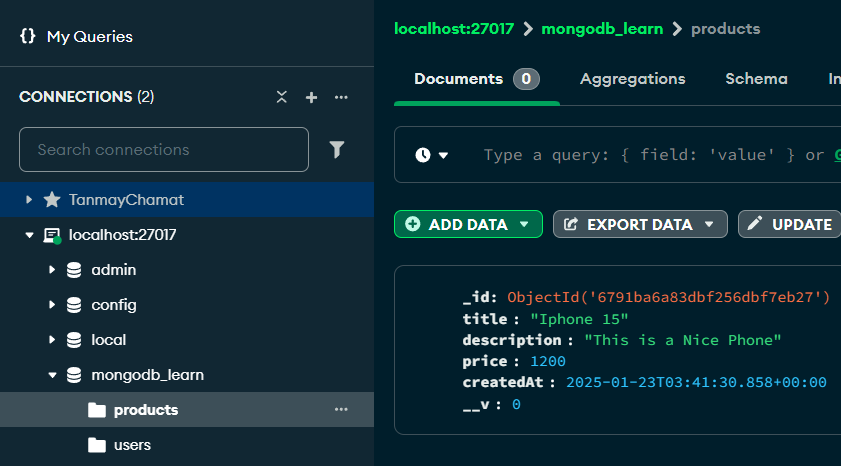 My Queries
CONNECTIONS (2)
Search connections
TanmayChamat
localhost:27017
admin
config
local
mongodb_learn
products
users
localhost:27017 > mongodb_learn > products
Documents 0 Aggregations Schema
Type a query: { field: 'value' } or
ADD DATA EXPORT DATA UPDATE
_id: ObjectId('6791ba6a83dbf256dbf7eb27')
title : "Iphone 15"
description : "This is a Nice Phone"
price : 1200
createdAt : 2025-01-23T03:41:30.858+00:00
__v : 0